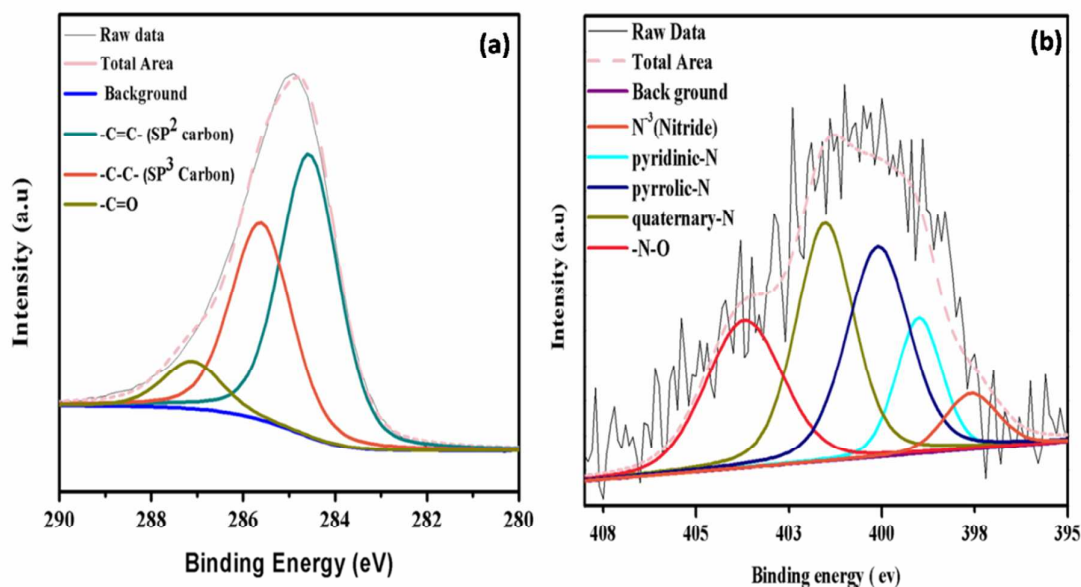 (a)
Raw data
Total Area
Background
-C=C- (SP² carbon)
-C-C- (SP³ Carbon)
-C=O
Intensity (a.u)
290 288 286 284 282 280
Binding Energy (eV)
(b)
Raw Data
Total Area
Back ground
N⁻³(Nitride)
pyridinic-N
pyrrolic-N
quaternary-N
-N-O
Intensity (a.u)
408 405 403 400 398 395
Binding energy ( ev)